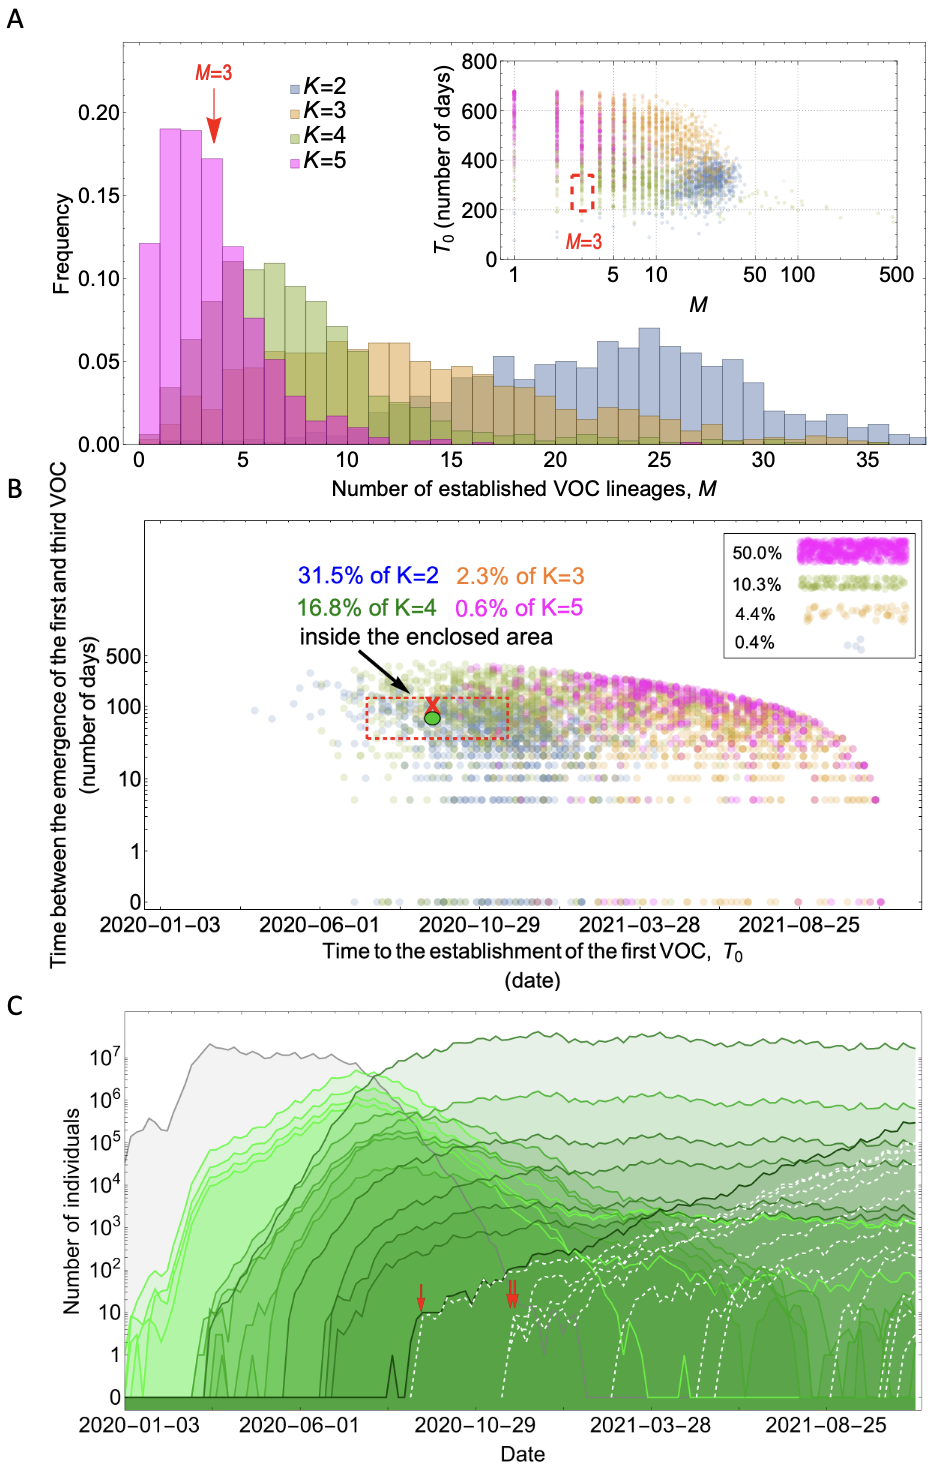 A
M=3
K=2
K=3
K=4
K=5
0.20
0.15
0.10
0.05
0.00
Frequency
0 5 10 15 20 25 30 35
Number of established VOC lineages, M
800
600
400
200
0
T0 (number of days)
M=3
1 5 10 50 100 500
M
B
Time between the emergence of the first and third VOC
(number of days)
31.5% of K=2 2.3% of K=3
16.8% of K=4 0.6% of K=5
inside the enclosed area
50.0%
10.3%
4.4%
0.4%
500
100
10
1
0
X
2020-01-03 2020-06-01 2020-10-29 2021-03-28 2021-08-25
Time to the establishment of the first VOC, T0
(date)
C
Number of individuals
10^7
10^6
10^5
10^4
10^3
10^2
10
1
0
2020-01-03 2020-06-01 2020-10-29 2021-03-28 2021-08-25
Date